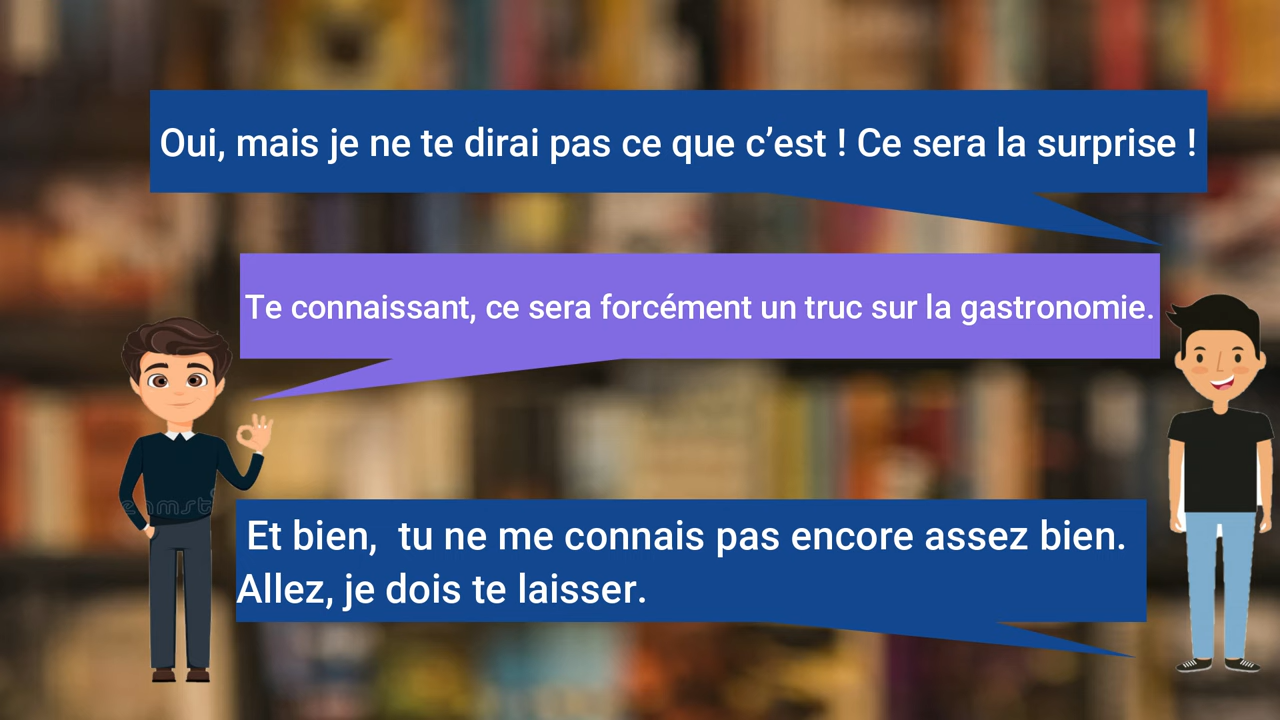 Oui, mais je ne te dirai pas ce que c’est ! Ce sera la surprise !
Te connaissant, ce sera forcément un truc sur la gastronomie.
Et bien, tu ne me connais pas encore assez bien.
Allez, je dois te laisser.